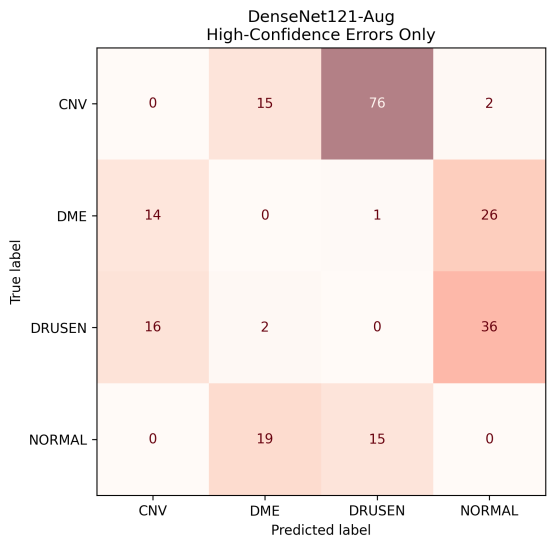 DenseNet121-Aug
High-Confidence Errors Only
True label
CNV
0 15 76 2
DME
14 0 1 26
DRUSEN
16 2 0 36
NORMAL
0 19 15 0
CNV DME DRUSEN NORMAL
Predicted label